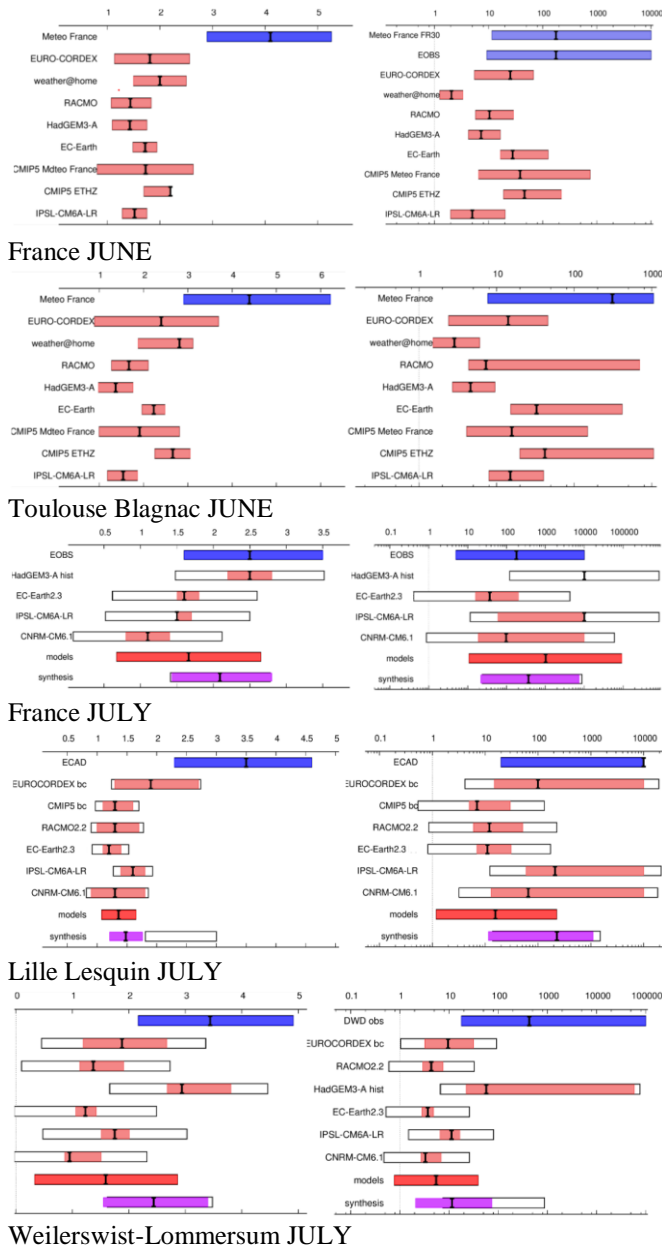 1 2 3 4 5
Meteo France
EURO-CORDEX
weather@home
RACMO
HadGEM3-A
EC-Earth
CMIP5 Mdteo France
CMIP5 ETHZ
IPSL-CM6A-LR
1 10 100 1000 10000
Meteo France FR30
EOBS
EURO-CORDEX
weather@home
RACMO
HadGEM3-A
EC-Earth
CMIP5 Meteo France
CMIP5 ETHZ
IPSL-CM6A-LR
France JUNE
1 2 3 4 5 6
Meteo France
EURO-CORDEX
weather@home
RACMO
HadGEM3-A
EC-Earth
CMIP5 Mdteo France
CMIP5 ETHZ
IPSL-CM6A-LR
1 10 100 1000
Meteo France
EURO-CORDEX
weather@home
RACMO
HadGEM3-A
EC-Earth
CMIP5 Meteo France
CMIP5 ETHZ
IPSL-CM6A-LR
Toulouse Blagnac JUNE
0.5 1 1.5 2 2.5 3 3.5
EOBS
HadGEM3-A hist
EC-Earth2.3
IPSL-CM6A-LR
CNRM-CM6.1
models
synthesis
0.1 1 10 100 1000 10000 100000
EOBS
HadGEM3-A hist
EC-Earth2.3
IPSL-CM6A-LR
CNRM-CM6.1
models
synthesis
France JULY
0.5 1 1.5 2 2.5 3 3.5 4 4.5 5
ECAD
EUROCORDEX bc
CMIP5 bc
RACMO2.2
EC-Earth2.3
IPSL-CM6A-LR
CNRM-CM6.1
models
synthesis
1 10 100 1000 10000
ECAD
EUROCORDEX bc
CMIP5 bc
RACMO2.2
EC-Earth2.3
IPSL-CM6A-LR
CNRM-CM6.1
models
synthesis
Lille Lesquin JULY
0 1 2 3 4 5
0.1 1 10 100 1000 10000 100000
DWD obs
EUROCORDEX bc
RACMO2.2
HadGEM3-A hist
EC-Earth2.3
IPSL-CM6A-LR
CNRM-CM6.1
models
synthesis
Weilerswist-Lommersum JULY